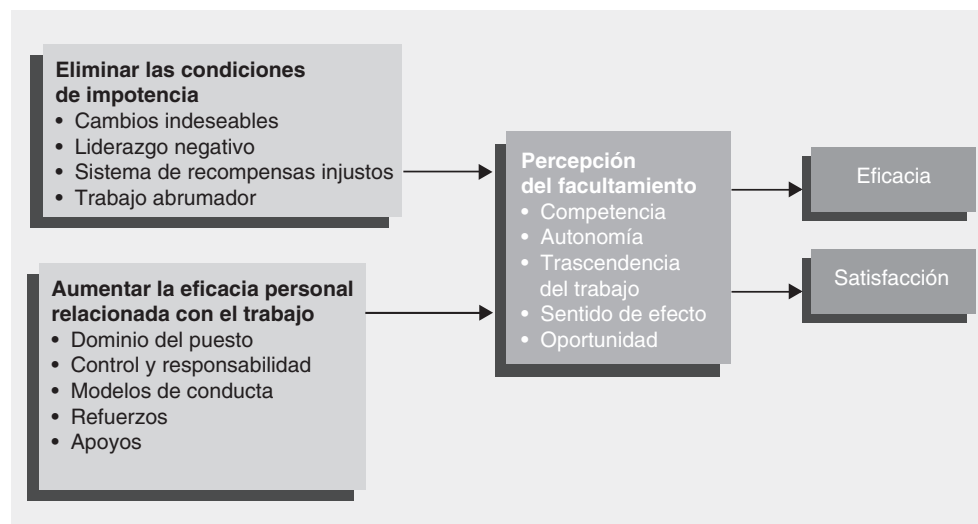 Eliminar las condiciones
de impotencia
• Cambios indeseables
• Liderazgo negativo
• Sistema de recompensas injustos
• Trabajo abrumador
Aumentar la eficacia personal
relacionada con el trabajo
• Dominio del puesto
• Control y responsabilidad
• Modelos de conducta
• Refuerzos
• Apoyos
Percepción
del facultamiento
• Competencia
• Autonomía
• Trascendencia
del trabajo
• Sentido de efecto
• Oportunidad
Eficacia
Satisfacción